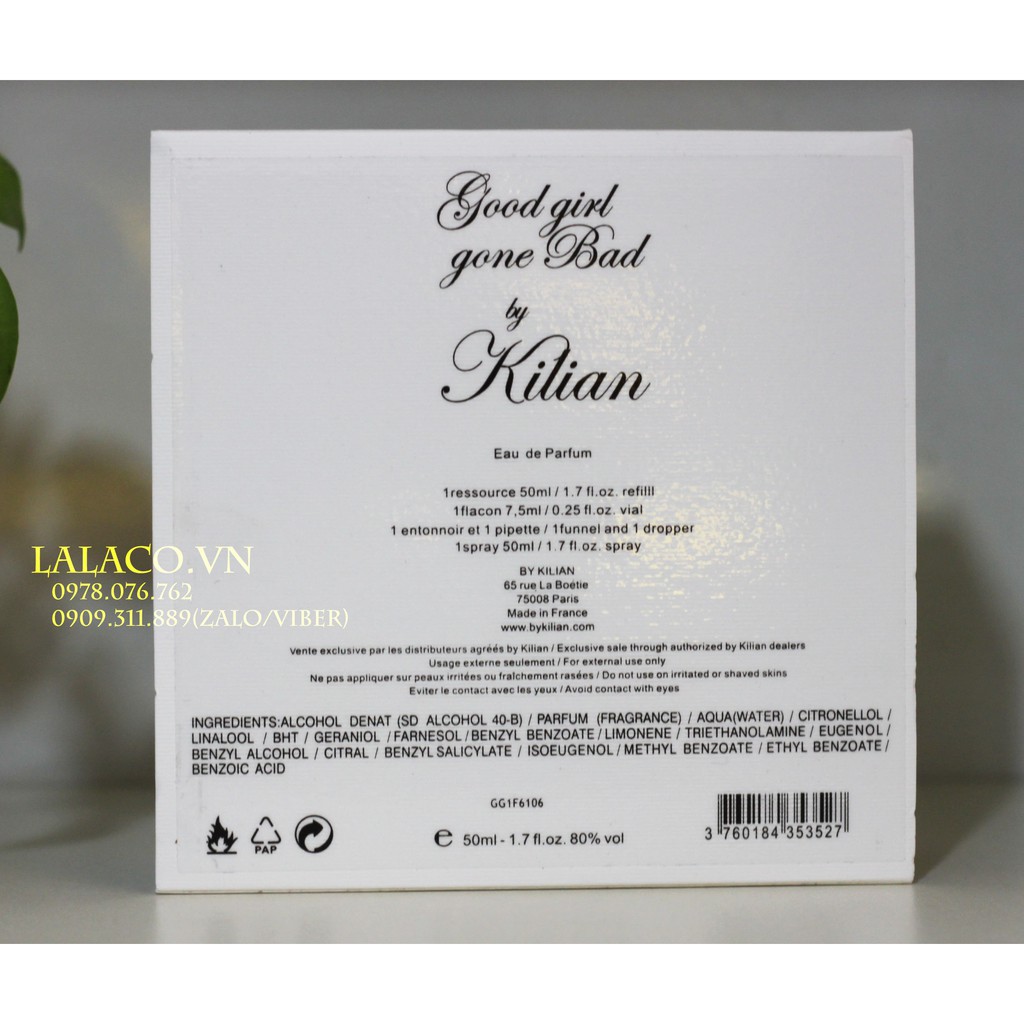 Good girl
gone Bad
by
Kilian
Eau de Parfum
1ressource 50ml / 1.7 fl.oz. refilll
1flacon 7,5ml / 0.25 fl.oz. vial
1 entonnoir et 1 pipette / 1funnel and 1 dropper
1spray 50ml / 1.7 fl.oz. spray
LALACO.VN
0978.076.762
0909.311.889(ZALO/VIBER)
BY KILIAN
65 rue La Boetie
75008 Paris
Made in France
www.bykilian.com
Vente exclusive par les distributeurs agréés by Kilian / Exclusive sale through authorized by Kilian dealers
Usage externe seulement / For external use only
Ne pas appliquer sur peaux irritées ou fraîchement rasées / Do not use on irritated or shaved skins
Eviter le contact avec les yeux / Avoid contact with eyes
INGREDIENTS:ALCOHOL DENAT (SD ALCOHOL 40-B) / PARFUM (FRAGRANCE) / AQUA(WATER) / CITRONELLOL /
LINALOOL / BHT / GERANIOL / FARNESOL / BENZYL BENZOATE / LIMONENE / TRIETHANOLAMINE / EUGENOL /
BENZYL ALCOHOL / CITRAL / BENZYL SALICYLATE / ISOEUGENOL / METHYL BENZOATE / ETHYL BENZOATE /
BENZOIC ACID
GG1F6106
PAP
e 50ml - 1.7 fl.oz. 80% vol
3 760184 353527